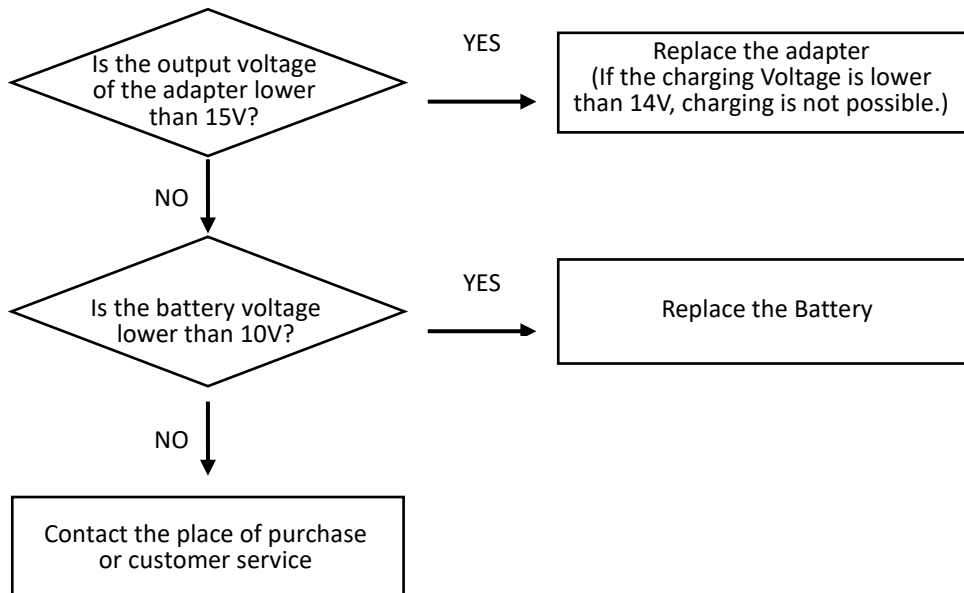 Is the output voltage
of the adapter lower
than 15V?
YES
Replace the adapter
(If the charging Voltage is lower
than 14V, charging is not possible.)
NO
Is the battery voltage
lower than 10V?
YES
Replace the Battery
NO
Contact the place of purchase
or customer service